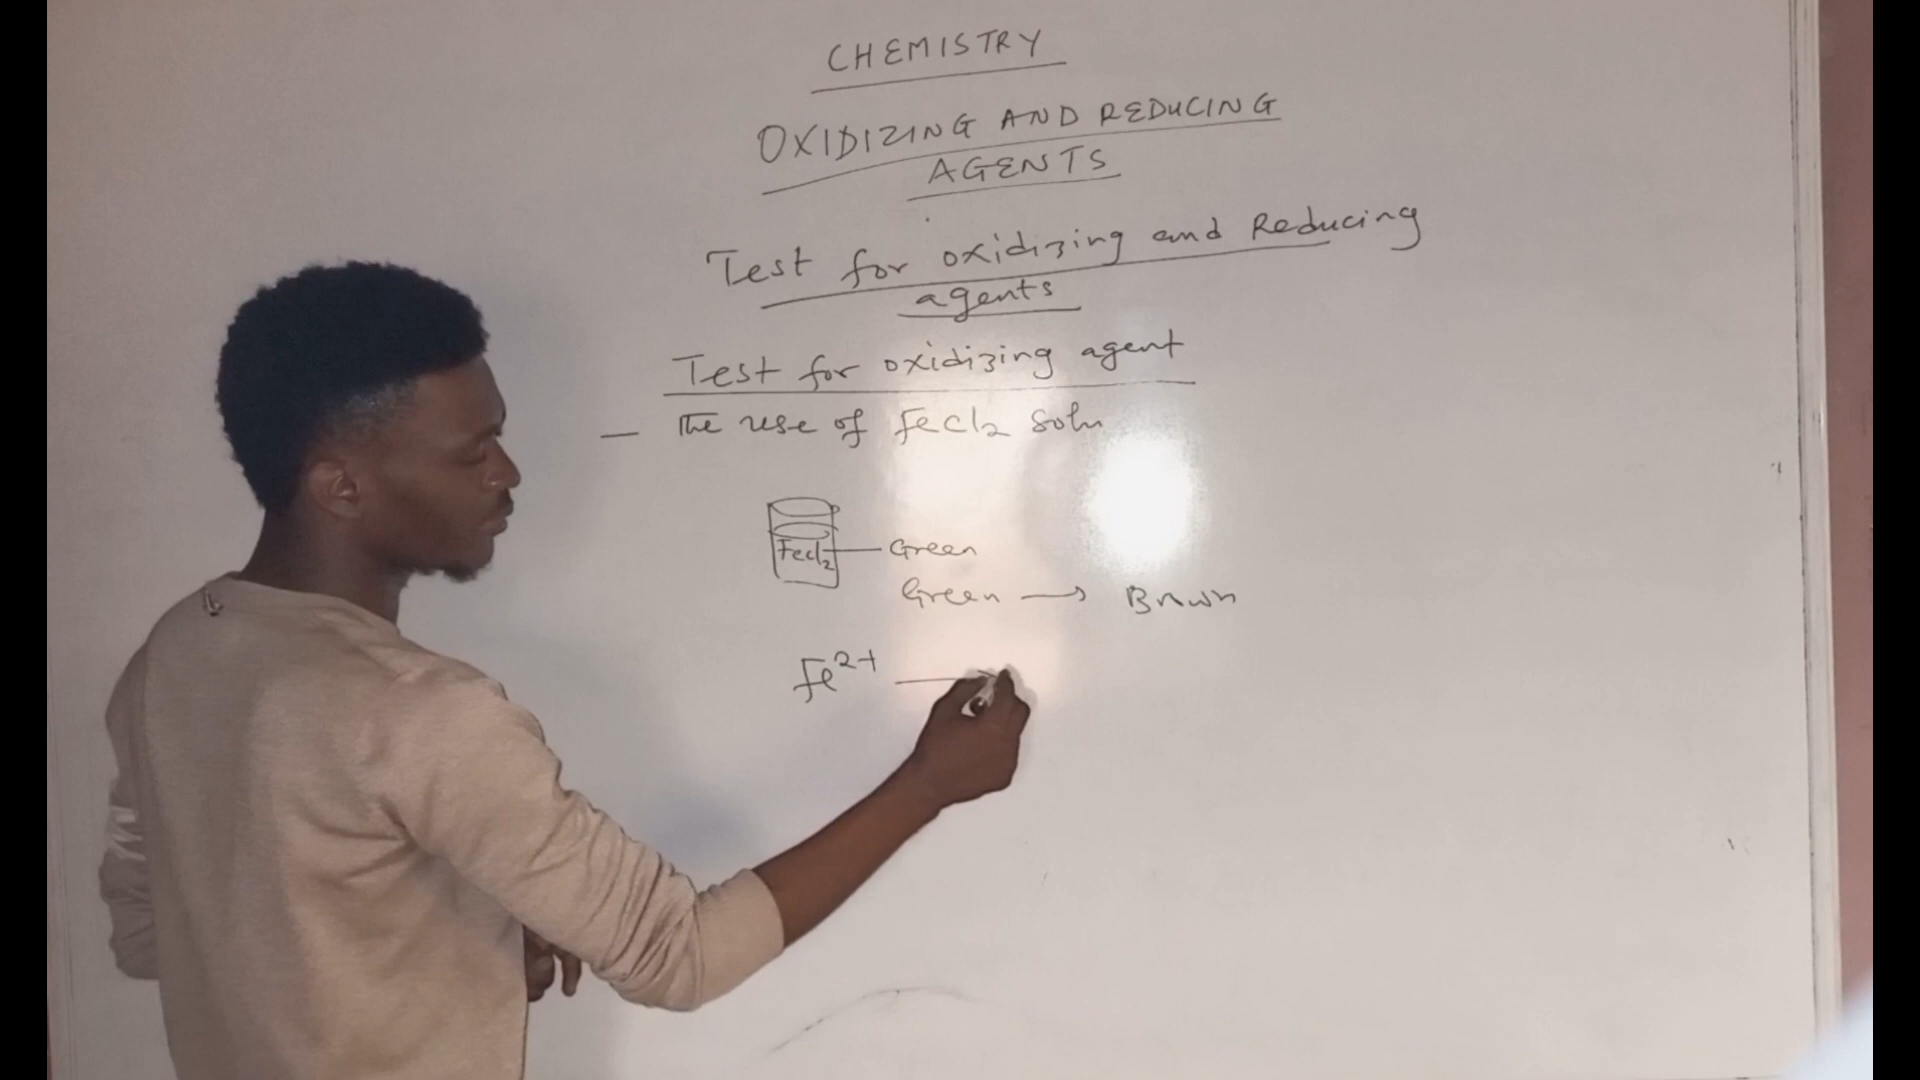 CHEMISTRY
OXIDIZING AND REDUCING
AGENTS
Test for oxidizing and Reducing
agents
Test for oxidizing agent
— The use of FeCl2 Soln
FeCl2 — Green
Green → Brown
Fe2+ →